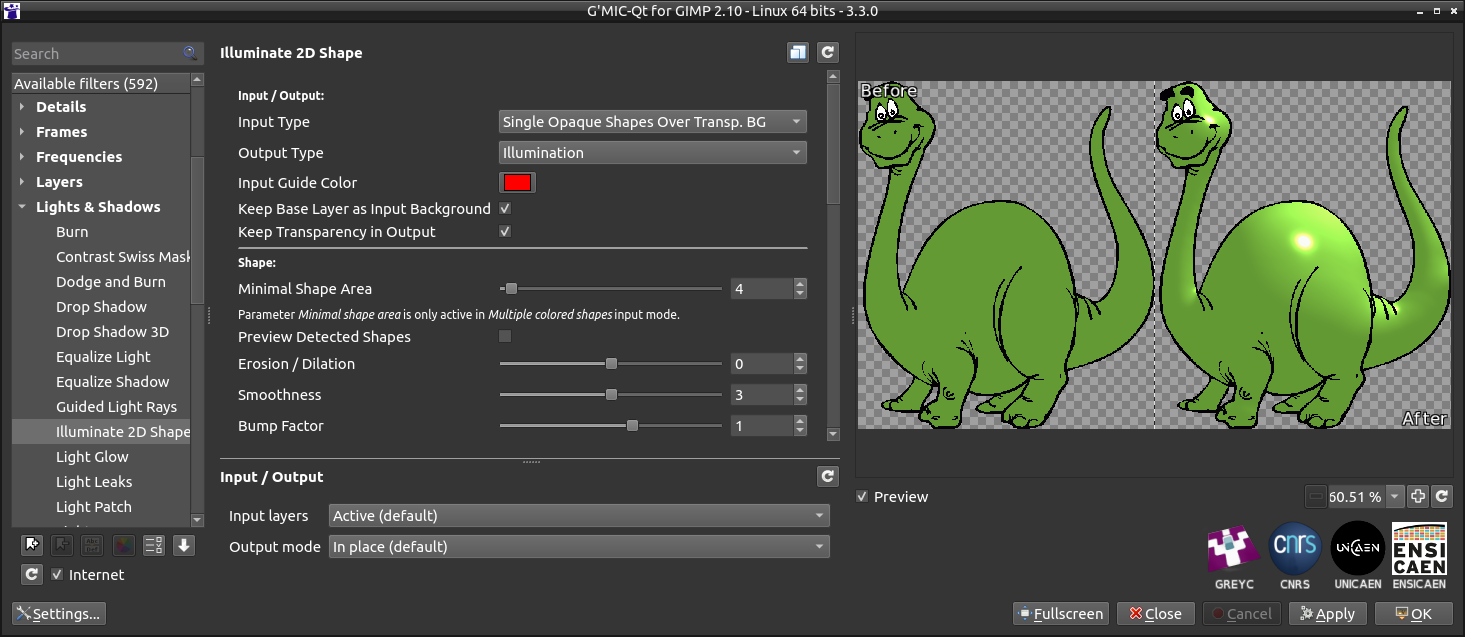 G'MIC-Qt for GIMP 2.10 - Linux 64 bits - 3.3.0
Search
Available filters (592)
Details
Frames
Frequencies
Layers
Lights & Shadows
Burn
Contrast Swiss Mask
Dodge and Burn
Drop Shadow
Drop Shadow 3D
Equalize Light
Equalize Shadow
Guided Light Rays
Illuminate 2D Shape
Light Glow
Light Leaks
Light Patch
Internet
Settings...
Illuminate 2D Shape
Input / Output:
Input Type Single Opaque Shapes Over Transp. BG
Output Type Illumination
Input Guide Color
Keep Base Layer as Input Background
Keep Transparency in Output
Shape:
Minimal Shape Area 4
Parameter Minimal shape area is only active in Multiple colored shapes input mode.
Preview Detected Shapes
Erosion / Dilation 0
Smoothness 3
Bump Factor 1
Input / Output
Input layers Active (default)
Output mode In place (default)
Before
After
Preview
60.51 %
cnrs
UNICAEN
ENSI
CAEN
GREYC CNRS UNICAEN ENSICAEN
Fullscreen Close Cancel Apply OK